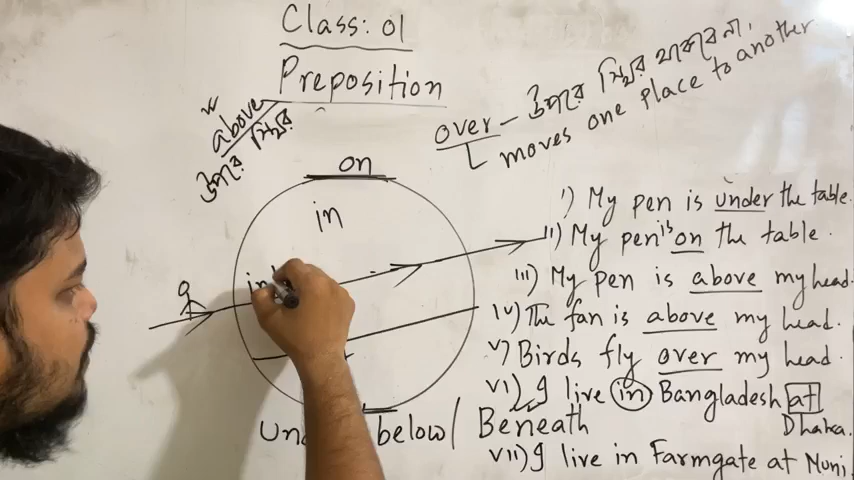 Class: 01
Preposition
above
উপরে স্থির
over – উপরে স্থির থাকবে না.
moves one place to another
on
in
i) My pen is under the table.
ii) My pen is on the table.
iii) My pen is above my head.
iv) The fan is above my head.
v) Birds fly over my head.
vi) I live in Bangladesh at
Dhaka.
below / Beneath
vii) I live in Farmgate at Muni